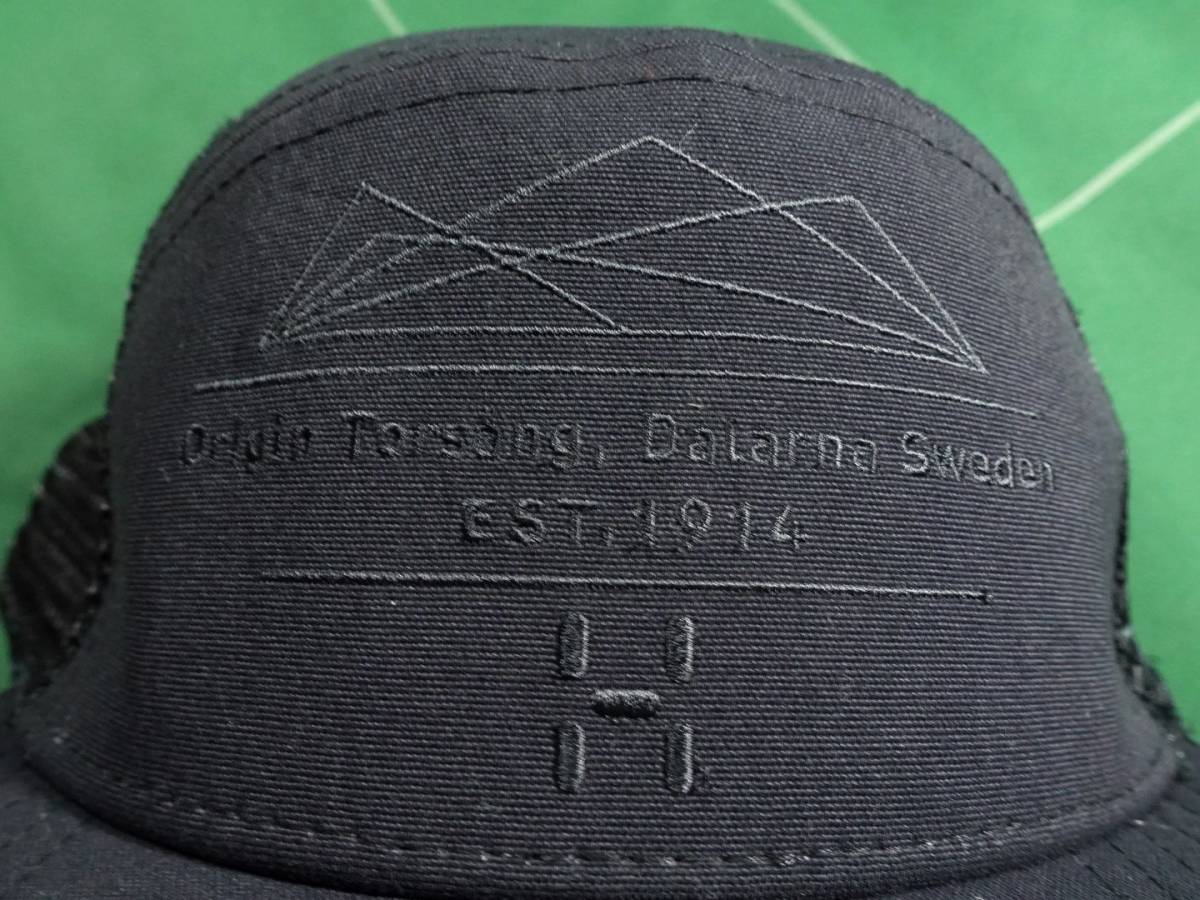 Origin Torsång, Dalarna Sweden
EST. 1914
H